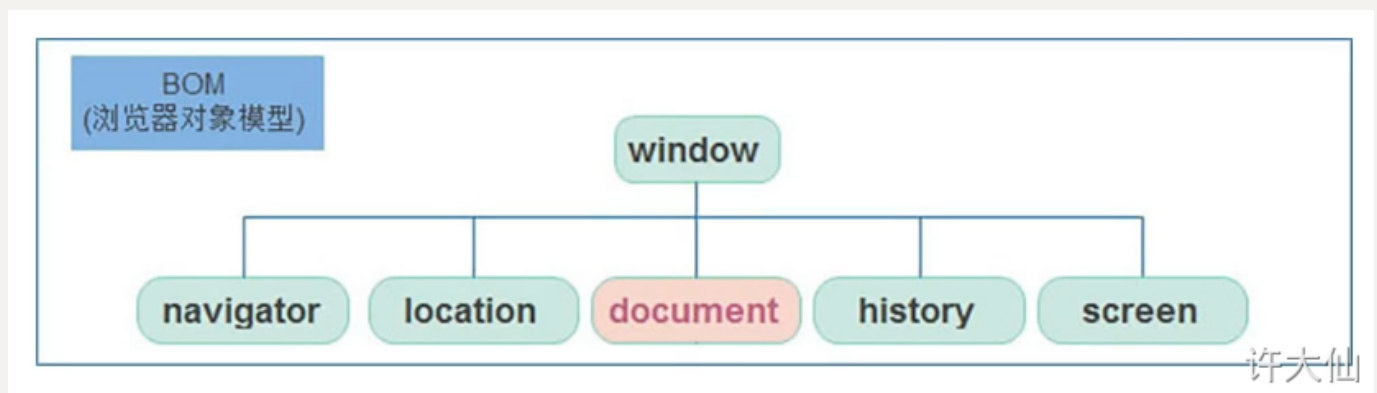 BOM
(浏览器对象模型)
window
navigator location document history screen
许大仙